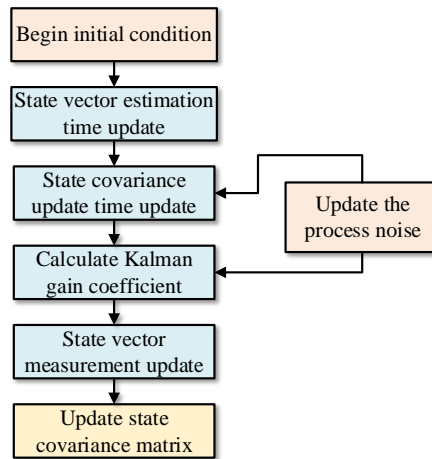 Begin initial condition
State vector estimation
time update
State covariance
update time update
Update the
process noise
Calculate Kalman
gain coefficient
State vector
measurement update
Update state
covariance matrix